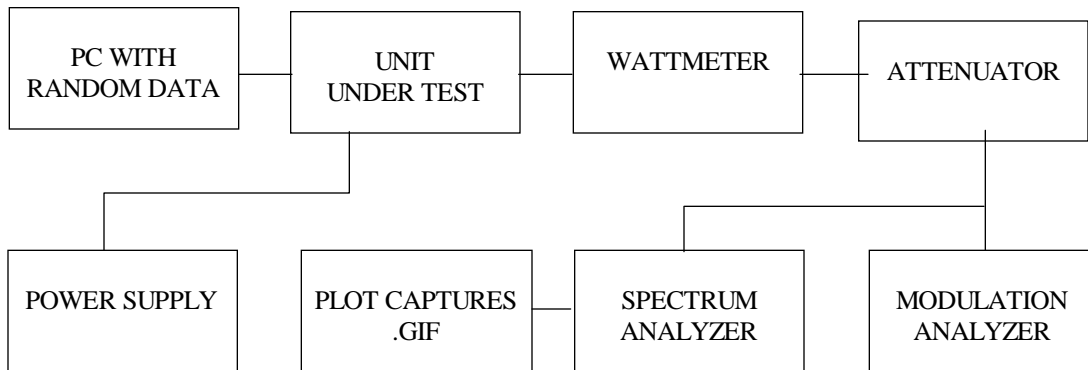 PC WITH
RANDOM DATA
UNIT
UNDER TEST
WATTMETER
ATTENUATOR
POWER SUPPLY
PLOT CAPTURES
.GIF
SPECTRUM
ANALYZER
MODULATION
ANALYZER